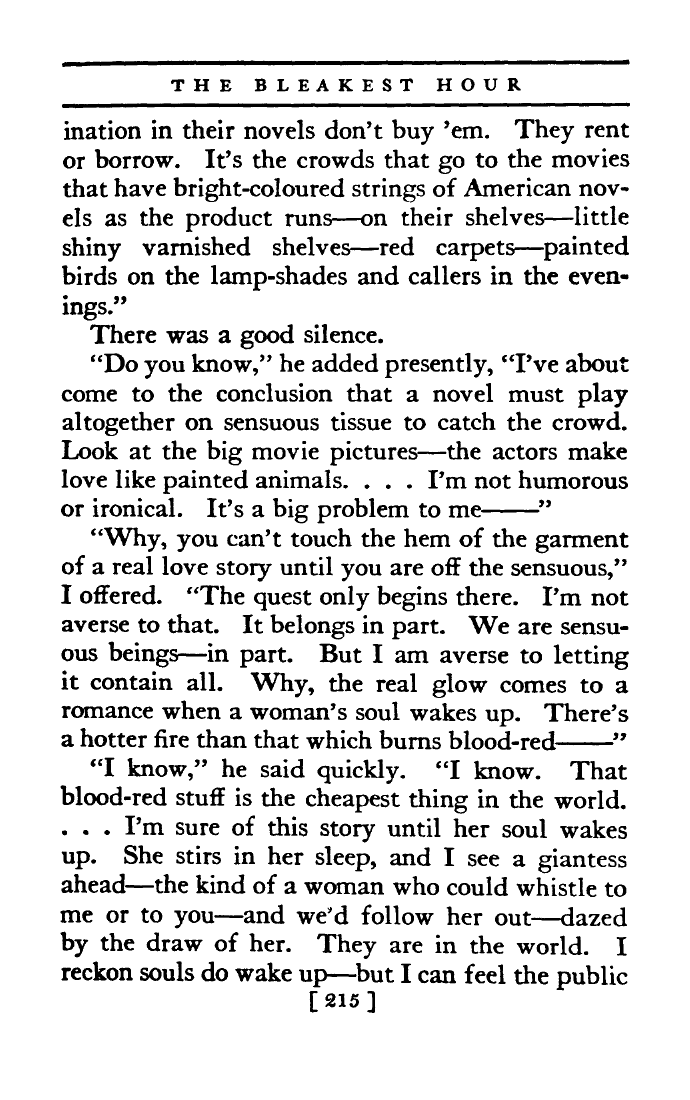 THE BLEAKEST HOUR
ination in their novels don’t buy ’em. They rent
or borrow. It’s the crowds that go to the movies
that have bright-coloured strings of American nov-
els as the product runs—on their shelves—little
shiny varnished shelves—red carpets—painted
birds on the lamp-shades and callers in the even-
ings.”
There was a good silence.
“Do you know,” he added presently, “I’ve about
come to the conclusion that a novel must play
altogether on sensuous tissue to catch the crowd.
Look at the big movie pictures—the actors make
love like painted animals. . . . I’m not humorous
or ironical. It’s a big problem to me——”
“Why, you can’t touch the hem of the garment
of a real love story until you are off the sensuous,”
I offered. “The quest only begins there. I’m not
averse to that. It belongs in part. We are sensu-
ous beings—in part. But I am averse to letting
it contain all. Why, the real glow comes to a
romance when a woman’s soul wakes up. There’s
a hotter fire than that which burns blood-red——”
“I know,” he said quickly. “I know. That
blood-red stuff is the cheapest thing in the world.
. . . I’m sure of this story until her soul wakes
up. She stirs in her sleep, and I see a giantess
ahead—the kind of a woman who could whistle to
me or to you—and we’d follow her out—dazed
by the draw of her. They are in the world. I
reckon souls do wake up—but I can feel the public
[ 215 ]